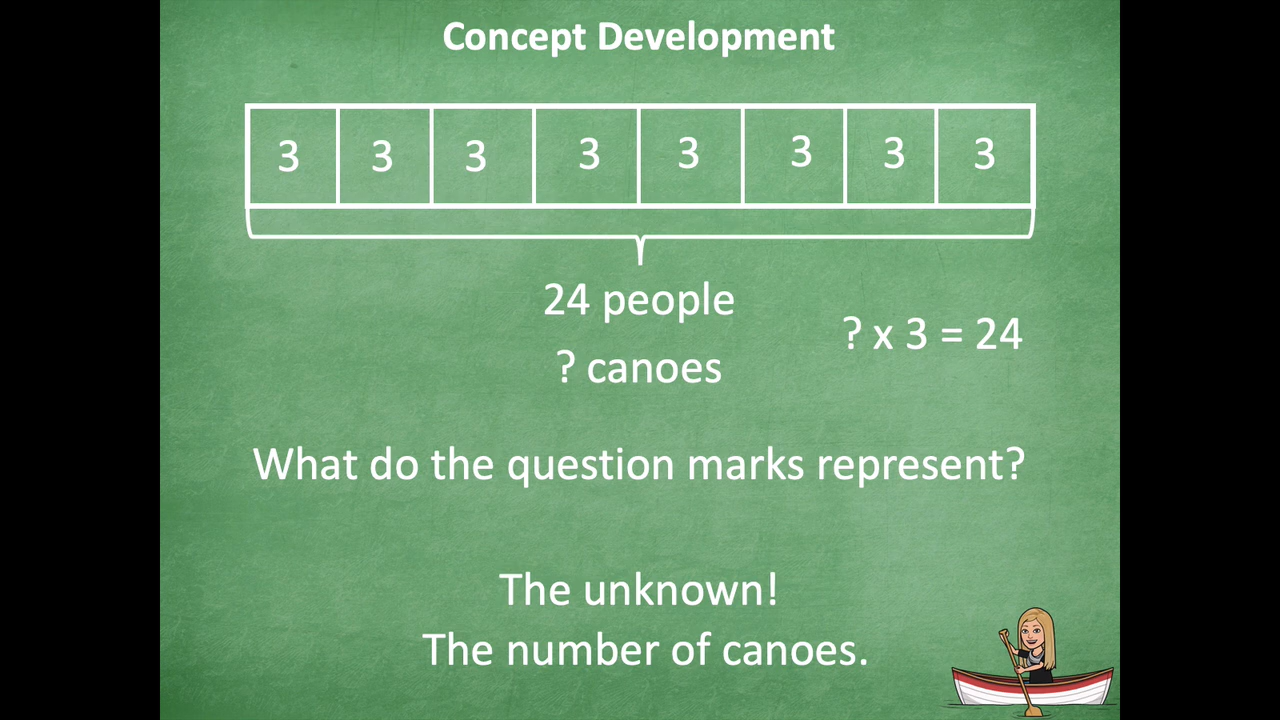 Concept Development
3 3 3 3 3 3 3 3
24 people
? x 3 = 24
? canoes
What do the question marks represent?
The unknown!
The number of canoes.